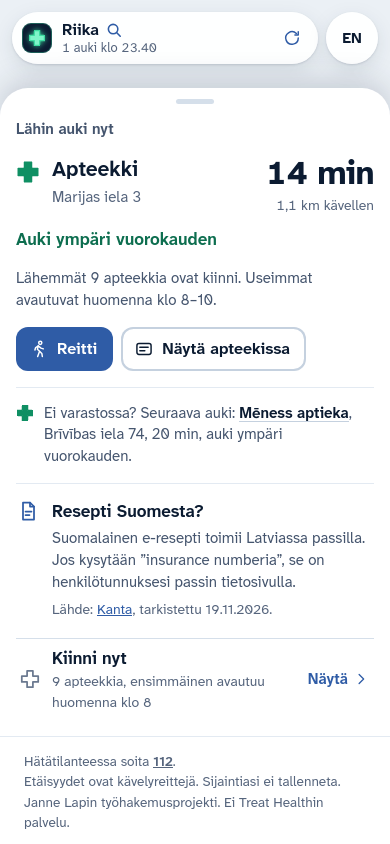 Riika
1 auki klo 23.40
EN
Lähin auki nyt
Apteekki
14 min
Marijas iela 3
1,1 km kävellen
Auki ympäri vuorokauden
Lähemmät 9 apteekkia ovat kiinni. Useimmat
avautuvat huomenna klo 8–10.
Reitti
Näytä apteekissa
Ei varastossa? Seuraava auki: Mēness aptieka,
Brīvības iela 74, 20 min, auki ympäri
vuorokauden.
Resepti Suomesta?
Suomalainen e-resepti toimii Latviassa passilla.
Jos kysytään ”insurance numberia”, se on
henkilötunnuksesi passin tietosivulla.
Lähde: Kanta, tarkistettu 19.11.2026.
Kiinni nyt
9 apteekkia, ensimmäinen avautuu
huomenna klo 8
Näytä
Hätätilanteessa soita 112.
Etäisyydet ovat kävelyreittejä. Sijaintiasi ei tallenneta.
Janne Lapin työhakemusprojekti. Ei Treat Healthin
palvelu.